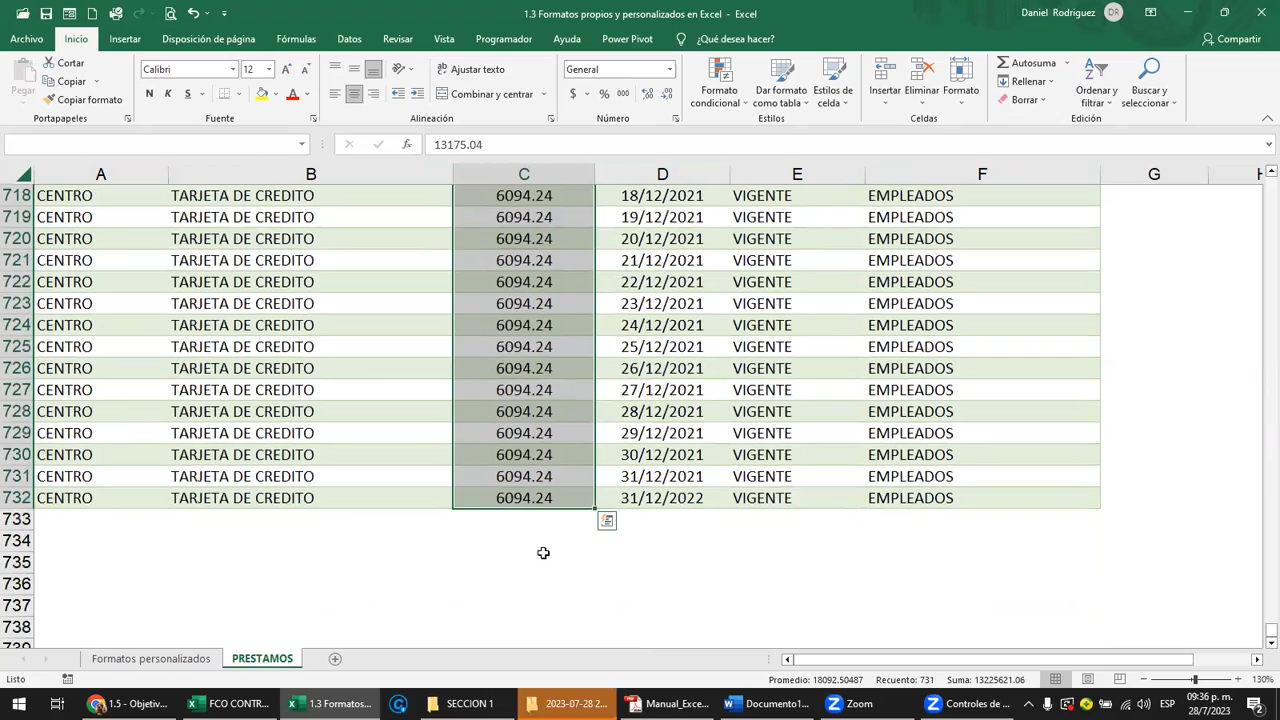 1.3 Formatos propios y personalizados en Excel - Excel
Daniel Rodriguez DR
Archivo Inicio Insertar Disposición de página Fórmulas Datos Revisar Vista Programador Ayuda Power Pivot ¿Qué desea hacer? Compartir
Pegar
Cortar
Copiar
Copiar formato
Portapapeles
Calibri 12
N K S
Fuente
Ajustar texto
Combinar y centrar
Alineación
General
$ % 000
Número
Formato condicional
Dar formato como tabla
Estilos de celda
Estilos
Insertar
Eliminar
Formato
Celdas
Autosuma
Rellenar
Borrar
Ordenar y filtrar
Buscar y seleccionar
Edición
fx 13175.04
A B C D E F G H
718 CENTRO TARJETA DE CREDITO 6094.24 18/12/2021 VIGENTE EMPLEADOS
719 CENTRO TARJETA DE CREDITO 6094.24 19/12/2021 VIGENTE EMPLEADOS
720 CENTRO TARJETA DE CREDITO 6094.24 20/12/2021 VIGENTE EMPLEADOS
721 CENTRO TARJETA DE CREDITO 6094.24 21/12/2021 VIGENTE EMPLEADOS
722 CENTRO TARJETA DE CREDITO 6094.24 22/12/2021 VIGENTE EMPLEADOS
723 CENTRO TARJETA DE CREDITO 6094.24 23/12/2021 VIGENTE EMPLEADOS
724 CENTRO TARJETA DE CREDITO 6094.24 24/12/2021 VIGENTE EMPLEADOS
725 CENTRO TARJETA DE CREDITO 6094.24 25/12/2021 VIGENTE EMPLEADOS
726 CENTRO TARJETA DE CREDITO 6094.24 26/12/2021 VIGENTE EMPLEADOS
727 CENTRO TARJETA DE CREDITO 6094.24 27/12/2021 VIGENTE EMPLEADOS
728 CENTRO TARJETA DE CREDITO 6094.24 28/12/2021 VIGENTE EMPLEADOS
729 CENTRO TARJETA DE CREDITO 6094.24 29/12/2021 VIGENTE EMPLEADOS
730 CENTRO TARJETA DE CREDITO 6094.24 30/12/2021 VIGENTE EMPLEADOS
731 CENTRO TARJETA DE CREDITO 6094.24 31/12/2021 VIGENTE EMPLEADOS
732 CENTRO TARJETA DE CREDITO 6094.24 31/12/2022 VIGENTE EMPLEADOS
733
734
735
736
737
738
739
Formatos personalizados PRESTAMOS
Listo Promedio: 18092.50487 Recuento: 731 Suma: 13225621.06 130%
1.5 - Objetiv... FCO CONTR... 1.3 Formatos... SECCION 1 2023-07-28 2... Manual_Exce... Documento1... Zoom Controles de ... ESP 09:36 p. m.
28/7/2023